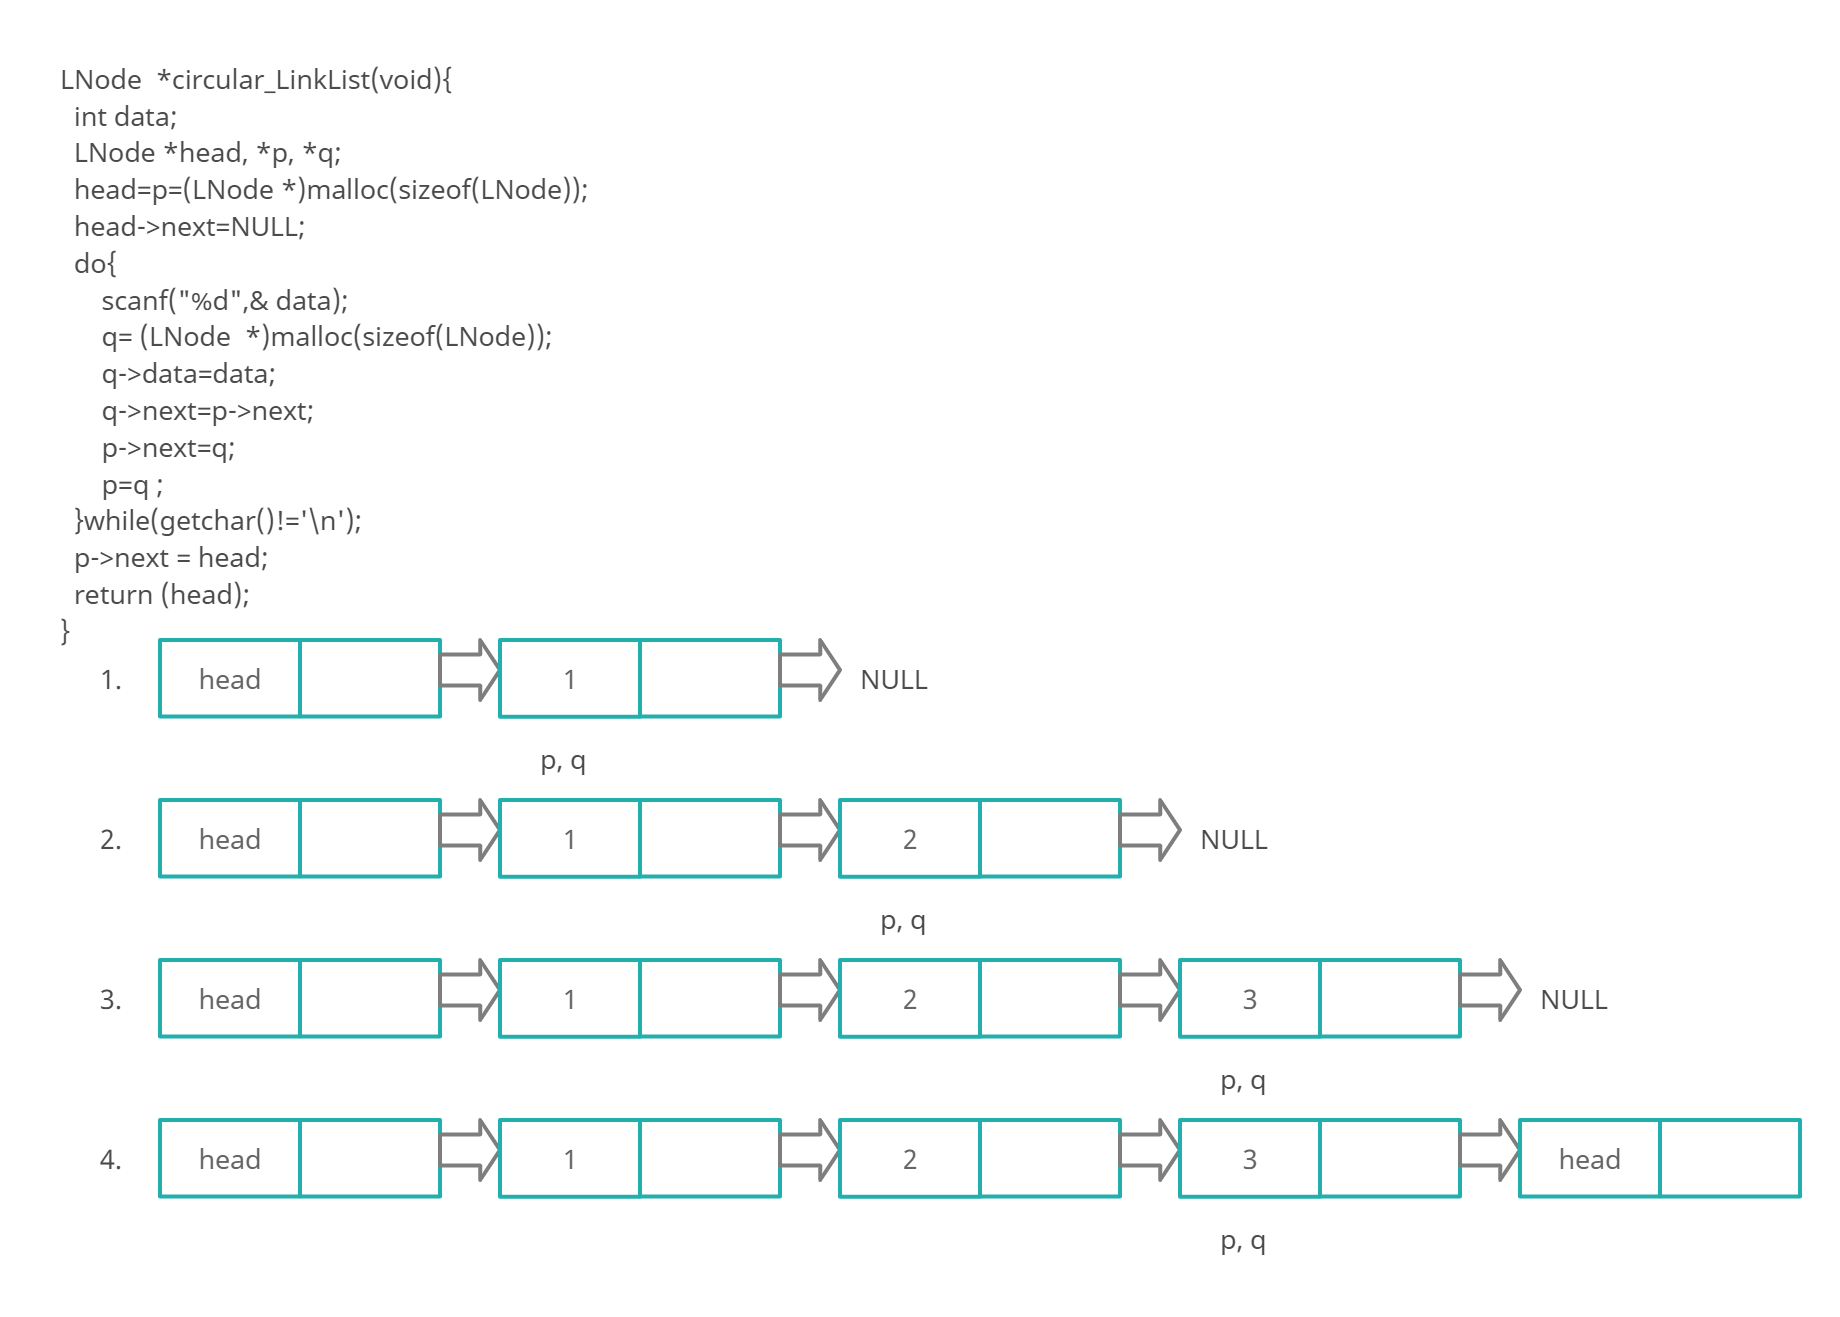 LNode  *circular_LinkList(void){
int data;
LNode *head, *p, *q;
head=p=(LNode *)malloc(sizeof(LNode));
head->next=NULL;
do{
scanf("%d",& data);
q= (LNode  *)malloc(sizeof(LNode));
q->data=data;
q->next=p->next;
p->next=q;
p=q ;
}while(getchar()!='\n');
p->next = head;
return (head);
}
1. head 1 NULL
p, q
2. head 1 2 NULL
p, q
3. head 1 2 3 NULL
p, q
4. head 1 2 3 head
p, q